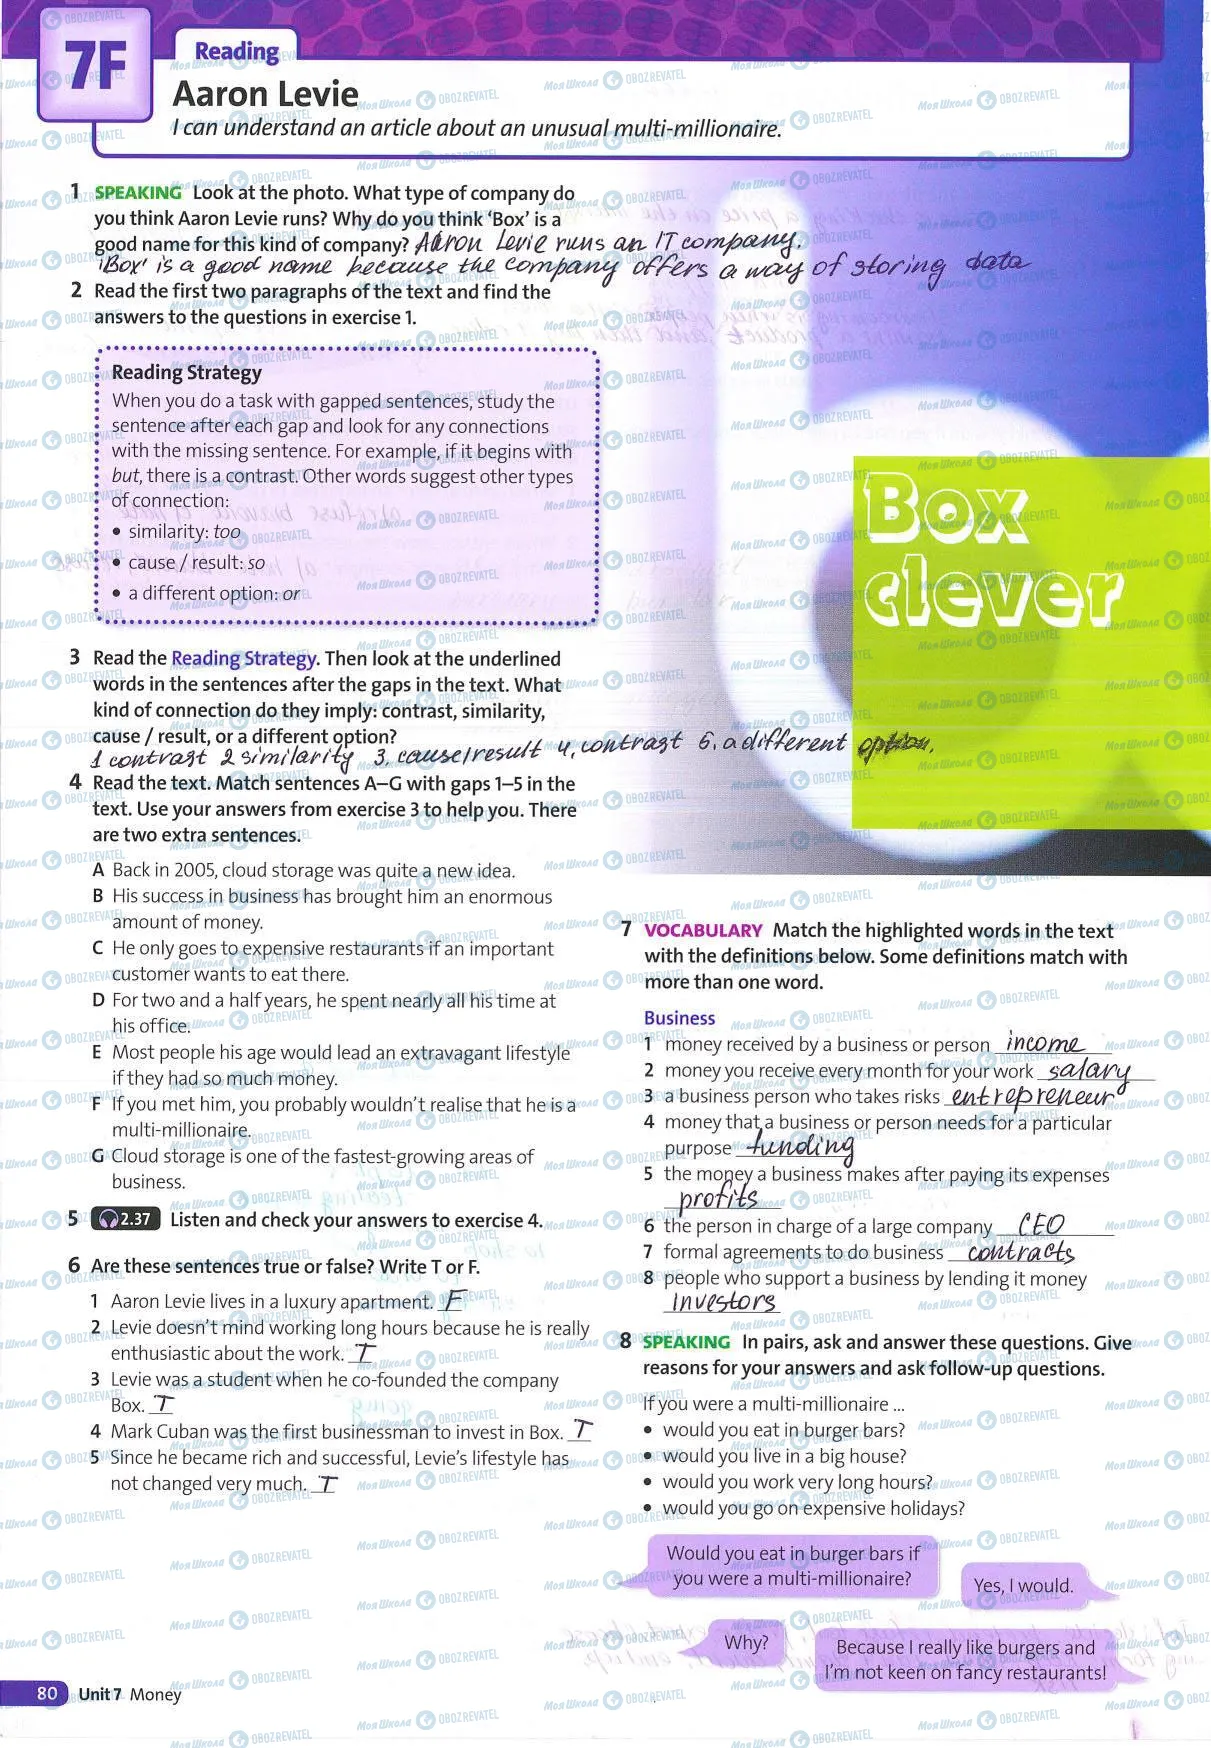 7F
Reading
Aaron Levie
I can understand an article about an unusual multi-millionaire.
1 SPEAKING Look at the photo. What type of company do
you think Aaron Levie runs? Why do you think ‘Box’ is a
good name for this kind of company? Aaron Levie runs an IT company.
'Box' is a good name because the company offers a way of storing data
2 Read the first two paragraphs of the text and find the
answers to the questions in exercise 1.
Reading Strategy
When you do a task with gapped sentences, study the
sentence after each gap and look for any connections
with the missing sentence. For example, if it begins with
but, there is a contrast. Other words suggest other types
of connection:
• similarity: too
• cause / result: so
• a different option: or
3 Read the Reading Strategy. Then look at the underlined
words in the sentences after the gaps in the text. What
kind of connection do they imply: contrast, similarity,
cause / result, or a different option?
1 contrast 2 similarity 3. cause/result 4. contrast 6. a different option.
4 Read the text. Match sentences A–G with gaps 1–5 in the
text. Use your answers from exercise 3 to help you. There
are two extra sentences.
A Back in 2005, cloud storage was quite a new idea.
B His success in business has brought him an enormous
amount of money.
C He only goes to expensive restaurants if an important
customer wants to eat there.
D For two and a half years, he spent nearly all his time at
his office.
E Most people his age would lead an extravagant lifestyle
if they had so much money.
F If you met him, you probably wouldn’t realise that he is a
multi-millionaire.
G Cloud storage is one of the fastest-growing areas of
business.
5 2.37 Listen and check your answers to exercise 4.
6 Are these sentences true or false? Write T or F.
1 Aaron Levie lives in a luxury apartment. F
2 Levie doesn’t mind working long hours because he is really
enthusiastic about the work. T
3 Levie was a student when he co-founded the company
Box. T
4 Mark Cuban was the first businessman to invest in Box. T
5 Since he became rich and successful, Levie’s lifestyle has
not changed very much. T
Box
clever
7 VOCABULARY Match the highlighted words in the text
with the definitions below. Some definitions match with
more than one word.
Business
1 money received by a business or person income
2 money you receive every month for your work salary
3 a business person who takes risks entrepreneur
4 money that a business or person needs for a particular
purpose funding
5 the money a business makes after paying its expenses
profits
6 the person in charge of a large company CEO
7 formal agreements to do business contracts
8 people who support a business by lending it money
investors
8 SPEAKING In pairs, ask and answer these questions. Give
reasons for your answers and ask follow-up questions.
If you were a multi-millionaire ...
• would you eat in burger bars?
• would you live in a big house?
• would you work very long hours?
• would you go on expensive holidays?
Would you eat in burger bars if
you were a multi-millionaire?
Yes, I would.
Why?
Because I really like burgers and
I’m not keen on fancy restaurants!
80 Unit 7 Money
Моя Школа OBOZREVATEL